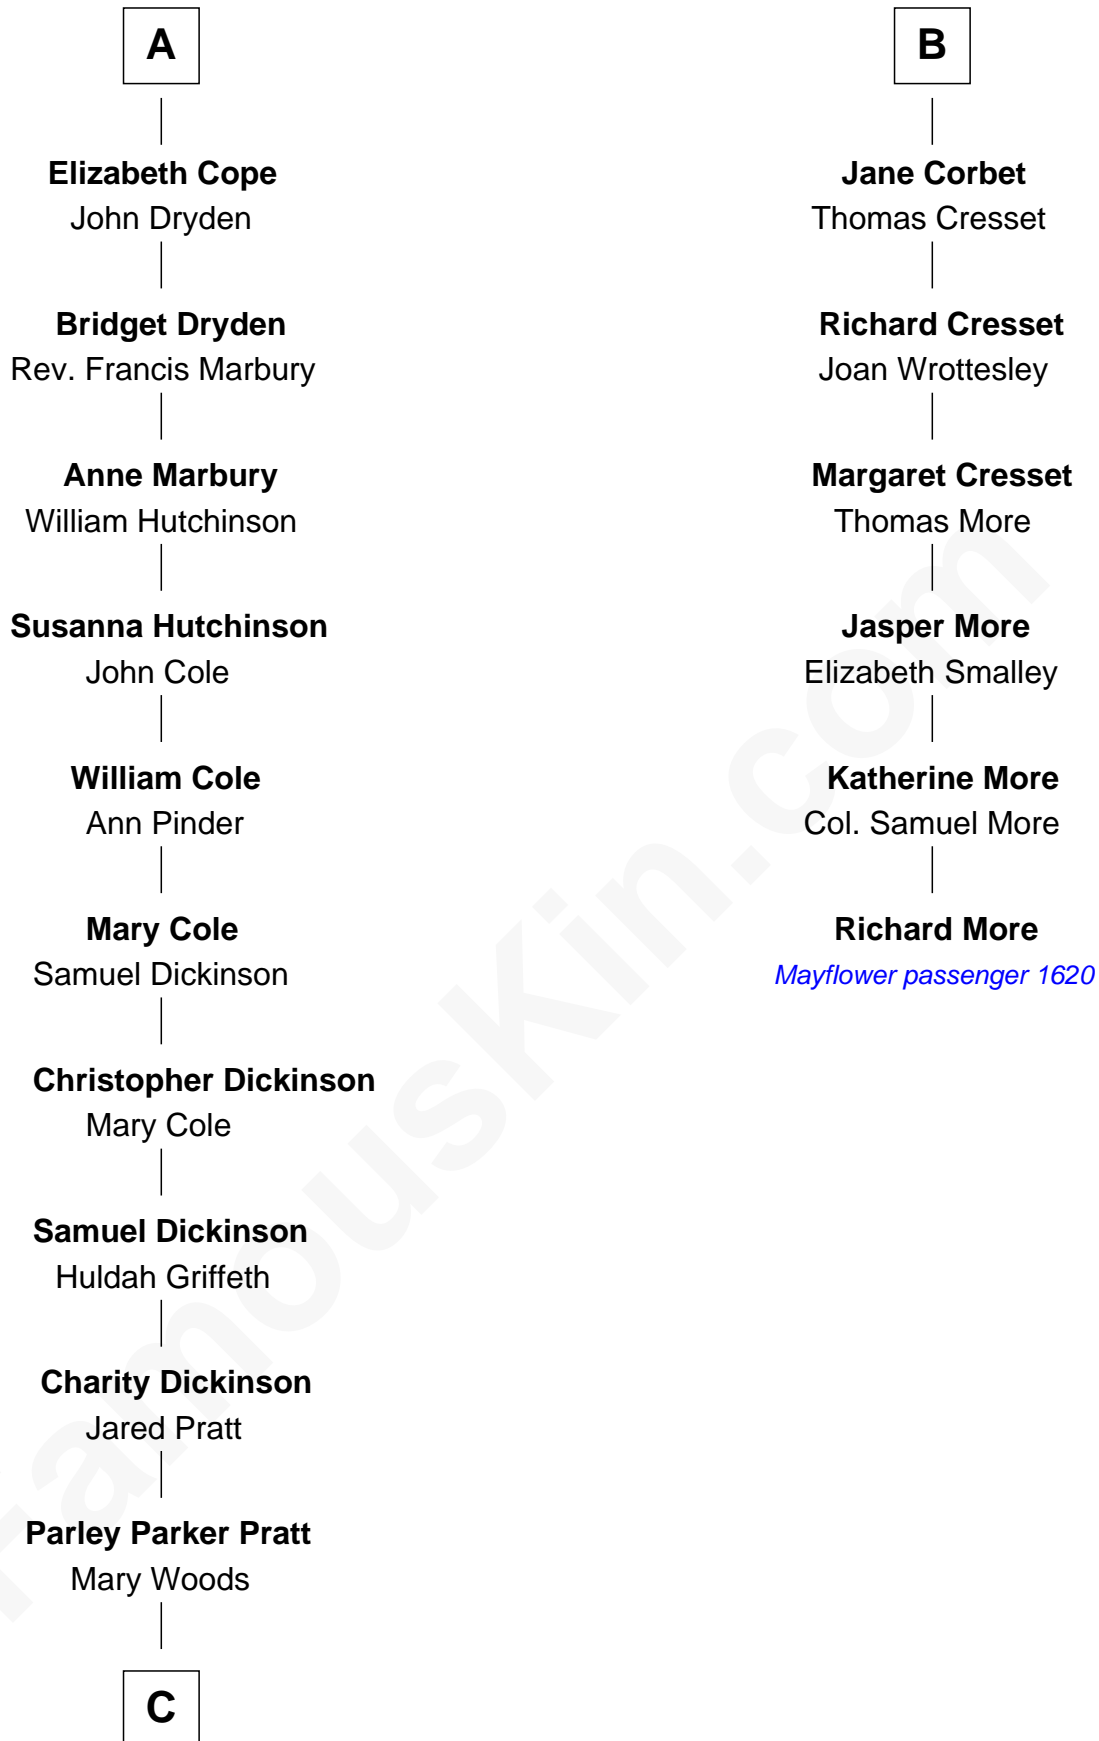 A
Elizabeth Cope
John Dryden
Bridget Dryden
Rev. Francis Marbury
Anne Marbury
William Hutchinson
Susanna Hutchinson
John Cole
William Cole
Ann Pinder
Mary Cole
Samuel Dickinson
Christopher Dickinson
Mary Cole
Samuel Dickinson
Huldah Griffeth
Charity Dickinson
Jared Pratt
Parley Parker Pratt
Mary Woods
C
B
Jane Corbet
Thomas Cresset
Richard Cresset
Joan Wrottesley
Margaret Cresset
Thomas More
Jasper More
Elizabeth Smalley
Katherine More
Col. Samuel More
Richard More
Mayflower passenger 1620
FamousKin.com